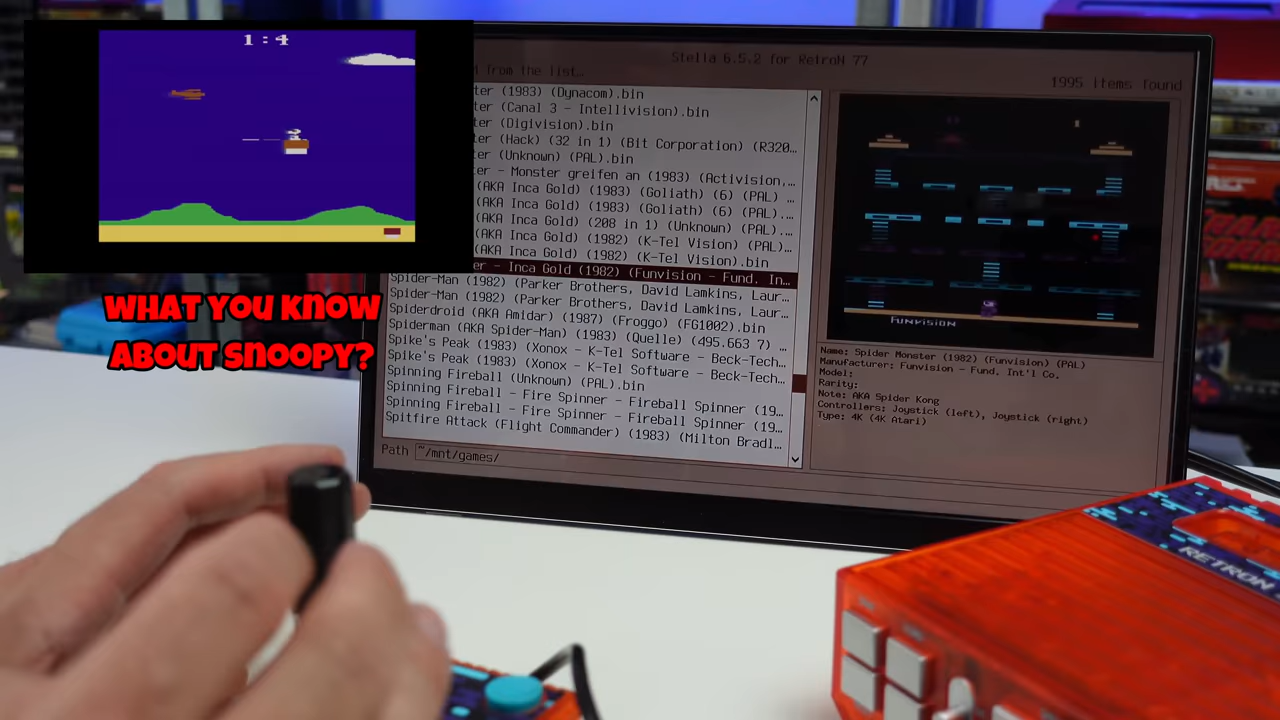 1:4
Stella 6.5.2 for RetroN 77
from the list…
1995 items found
ter (1983) (Dynacom).bin
ter (Canal 3 - Intellivision).bin
ter (Digivision).bin
ter (Hack) (32 in 1) (Bit Corporation) (R320…
er (Unknown) (PAL).bin
er - Monster greifen an (1983) (Activision,…
(AKA Inca Gold) (1983) (Goliath) (6) (PAL)
(AKA Inca Gold) (1983) (Goliath) (6) (PAL)….
(AKA Inca Gold) (208 in 1) (Unknown) (PAL)….
(AKA Inca Gold) (1982) (K-Tel Vision) (PAL)…
(AKA Inca Gold) (1982) (K-Tel Vision).bin
er - Inca Gold (1982) (Funvision - Fund. In…
Spider-Man (1982) (Parker Brothers, David Lamkins, Laur…
Spider-Man (1982) (Parker Brothers, David Lamkins, Laur…
Spiderdroid (AKA Amidar) (1987) (Froggo) (FG1002).bin
Spiderman (AKA Spider-Man) (1983) (Quelle) (495.663 7) …
Spike's Peak (1983) (Xonox - K-Tel Software - Beck-Tech…
Spike's Peak (1983) (Xonox - K-Tel Software - Beck-Tech…
Spinning Fireball (Unknown) (PAL).bin
Spinning Fireball - Fire Spinner - Fireball Spinner (19…
Spinning Fireball - Fire Spinner - Fireball Spinner (19…
Spitfire Attack (Flight Commander) (1983) (Milton Bradl…
Path ~/mnt/games/
Funvision
Name: Spider Monster (1982) (Funvision) (PAL)
Manufacturer: Funvision - Fund. Int'l Co.
Model:
Rarity:
Note: AKA Spider Kong
Controllers: Joystick (left), Joystick (right)
Type: 4K (4K Atari)
WHAT YOU KNOW
ABOUT SNOOPY?
RETRON